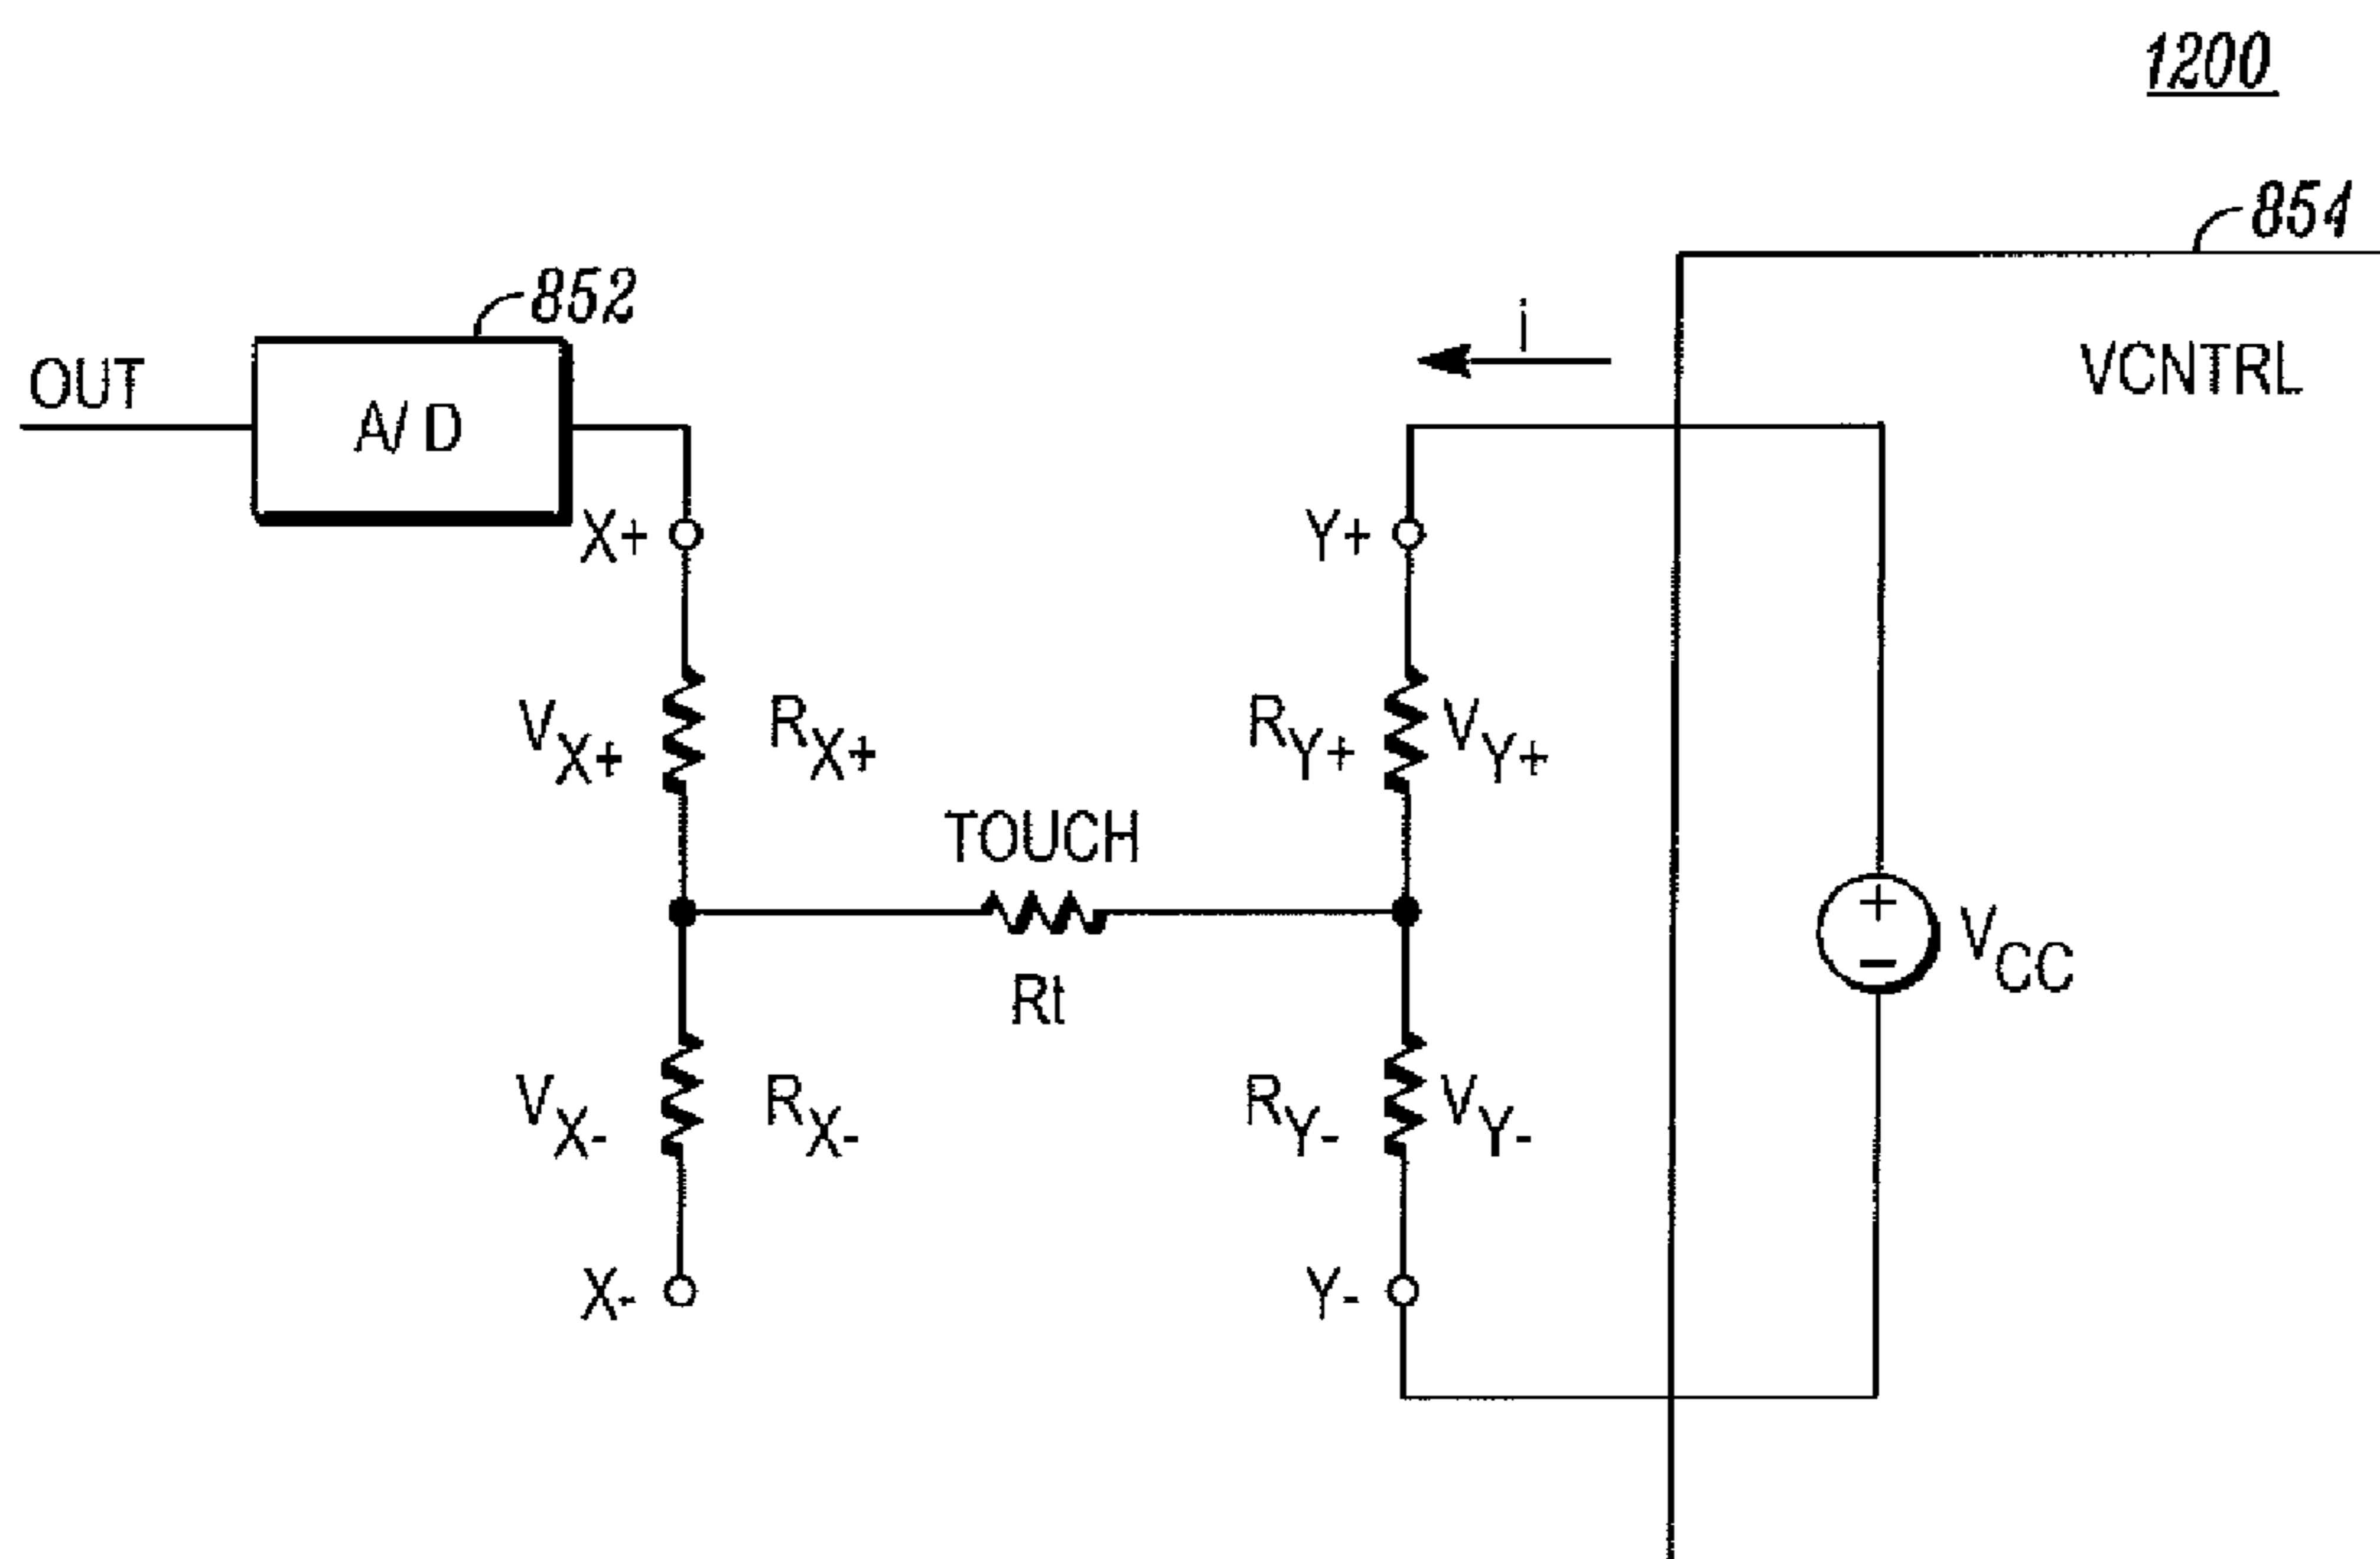 1200
854
852
i
VCNTRL
OUT
A/D
X+
Y+
VX+
RX+
RY+
VY+
TOUCH
+
-
VCC
Rt
VX-
RX-
RY-
VY-
X-
Y-